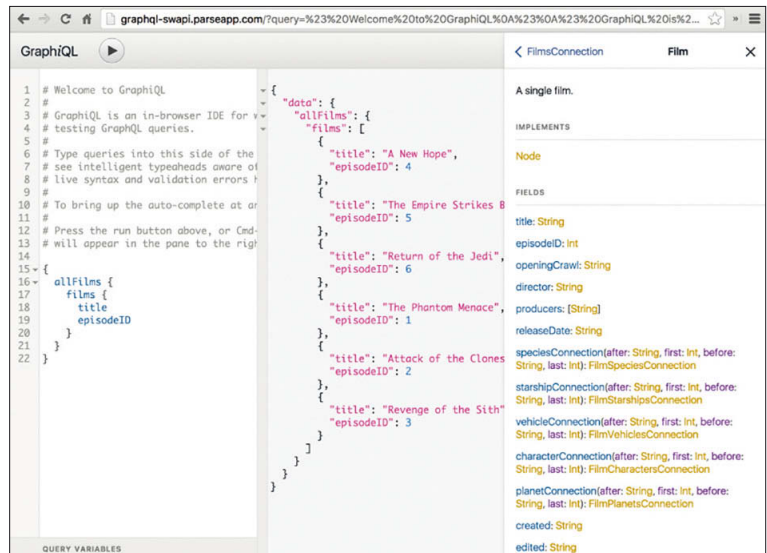 graphql-swapi.parseapp.com/?query=%23%20Welcome%20to%20GraphiQL%0A%23%0A%23%20GraphiQL%20is%2...
GraphiQL
1 # Welcome to GraphiQL
2 #
3 # GraphiQL is an in-browser IDE for w
4 # testing GraphQL queries.
5 #
6 # Type queries into this side of the
7 # see intelligent typeaheads aware of
8 # live syntax and validation errors h
9 #
10 # To bring up the auto-complete at an
11 #
12 # Press the run button above, or Cmd-
13 # will appear in the pane to the righ
14
15 {
16 allFilms {
17 films {
18 title
19 episodeID
20 }
21 }
22 }
QUERY VARIABLES
{
"data": {
"allFilms": {
"films": [
{
"title": "A New Hope",
"episodeID": 4
},
{
"title": "The Empire Strikes B
"episodeID": 5
},
{
"title": "Return of the Jedi",
"episodeID": 6
},
{
"title": "The Phantom Menace",
"episodeID": 1
},
{
"title": "Attack of the Clones
"episodeID": 2
},
{
"title": "Revenge of the Sith"
"episodeID": 3
}
]
}
}
}
FilmsConnection
Film
A single film.
IMPLEMENTS
Node
FIELDS
title: String
episodeID: Int
openingCrawl: String
director: String
producers: [String]
releaseDate: String
speciesConnection(after: String, first: Int, before:
String, last: Int): FilmSpeciesConnection
starshipConnection(after: String, first: Int, before:
String, last: Int): FilmStarshipsConnection
vehicleConnection(after: String, first: Int, before:
String, last: Int): FilmVehiclesConnection
characterConnection(after: String, first: Int, before:
String, last: Int): FilmCharactersConnection
planetConnection(after: String, first: Int, before:
String, last: Int): FilmPlanetsConnection
created: String
edited: String